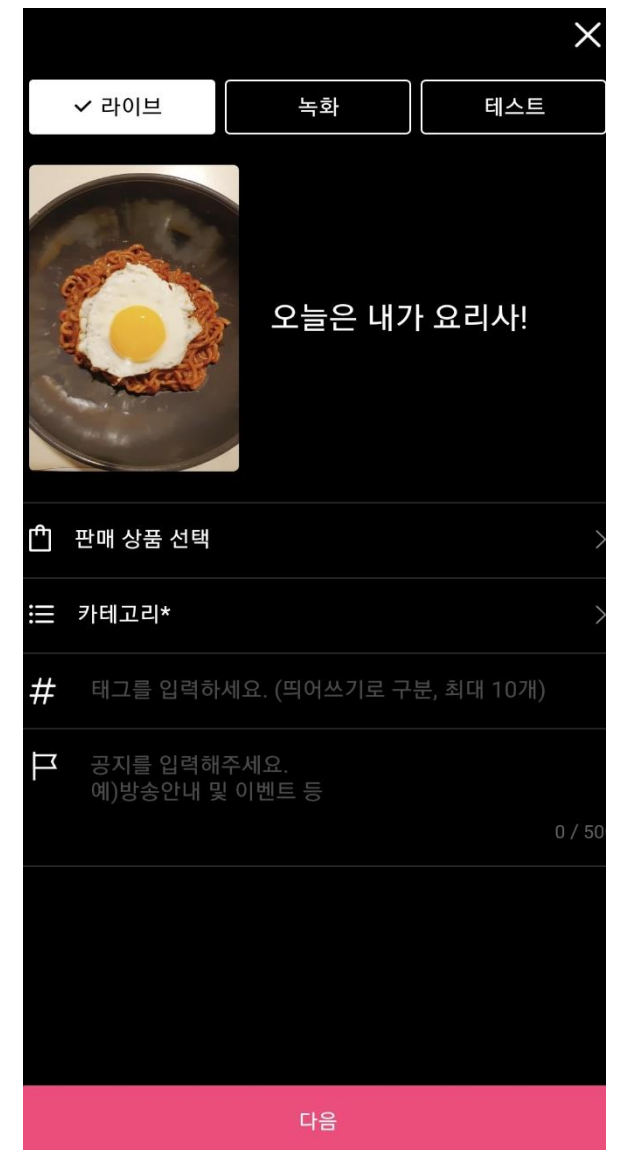 라이브
녹화
테스트
오늘은 내가 요리사!
판매 상품 선택
카테고리*
태그를 입력하세요. (띄어쓰기로 구분, 최대 10개)
공지를 입력해주세요.
예)방송안내 및 이벤트 등
0 / 50
다음